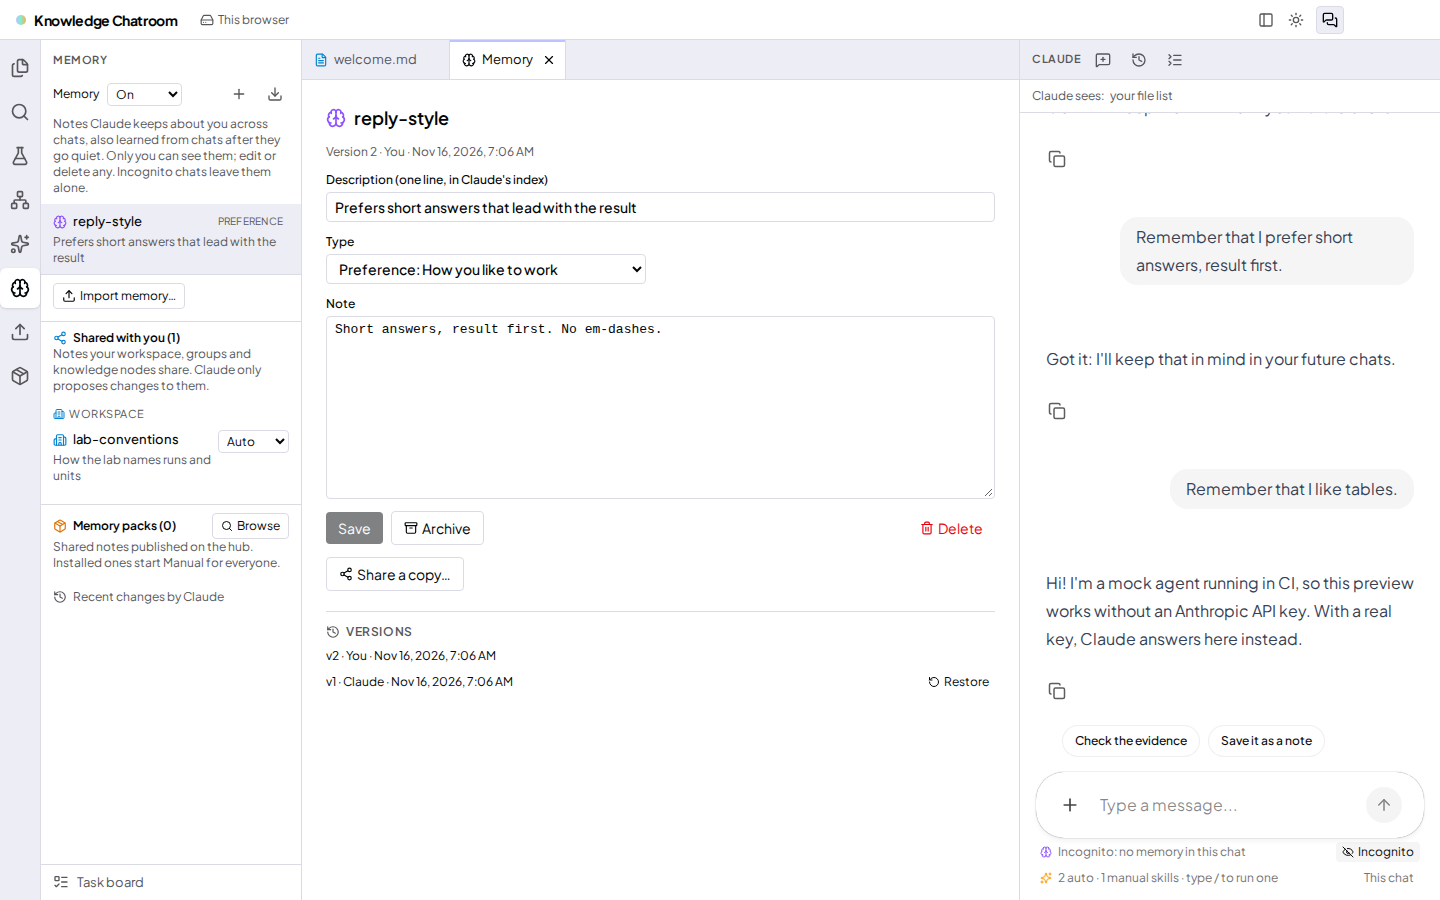 Knowledge Chatroom
This browser
MEMORY
Memory On
Notes Claude keeps about you across
chats, also learned from chats after they
go quiet. Only you can see them; edit or
delete any. Incognito chats leave them
alone.
reply-style PREFERENCE
Prefers short answers that lead with the
result
Import memory...
Shared with you (1)
Notes your workspace, groups and
knowledge nodes share. Claude only
proposes changes to them.
WORKSPACE
lab-conventions Auto
How the lab names runs and
units
Memory packs (0) Browse
Shared notes published on the hub.
Installed ones start Manual for everyone.
Recent changes by Claude
Task board
welcome.md
Memory
reply-style
Version 2 · You · Nov 16, 2026, 7:06 AM
Description (one line, in Claude's index)
Prefers short answers that lead with the result
Type
Preference: How you like to work
Note
Short answers, result first. No em-dashes.
Save Archive Delete
Share a copy...
VERSIONS
v2 · You · Nov 16, 2026, 7:06 AM
v1 · Claude · Nov 16, 2026, 7:06 AM Restore
CLAUDE
Claude sees: your file list
Remember that I prefer short
answers, result first.
Got it: I'll keep that in mind in your future chats.
Remember that I like tables.
Hi! I'm a mock agent running in CI, so this preview
works without an Anthropic API key. With a real
key, Claude answers here instead.
Check the evidence Save it as a note
Type a message...
Incognito: no memory in this chat Incognito
2 auto · 1 manual skills · type / to run one This chat